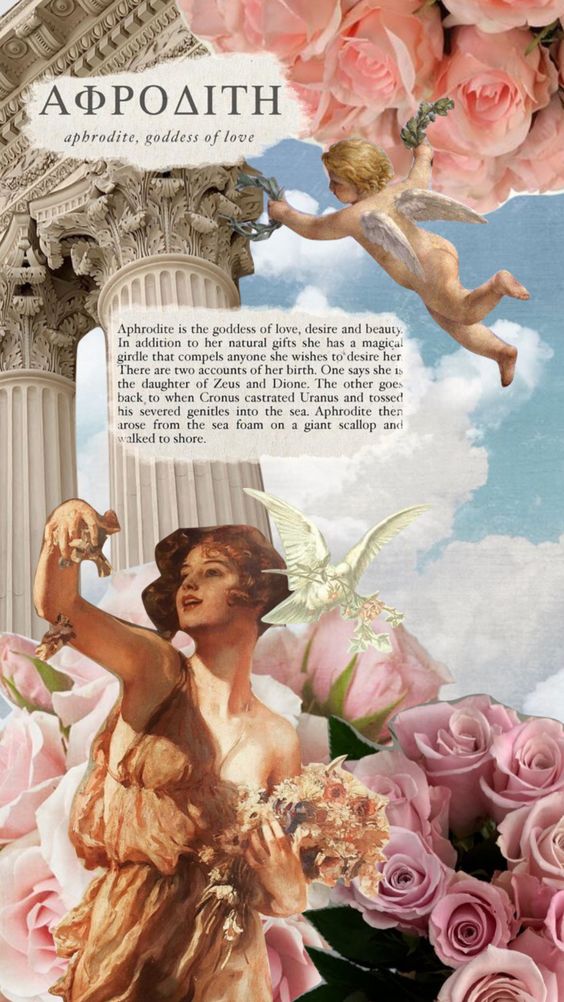 ΑΦΡΟΔΙΤΗ
aphrodite, goddess of love
Aphrodite is the goddess of love, desire and beauty.
In addition to her natural gifts she has a magical
girdle that compels anyone she wishes to desire her
There are two accounts of her birth. One says she is
the daughter of Zeus and Dione. The other goes
back to when Cronus castrated Uranus and tossed
his severed genitles into the sea. Aphrodite then
arose from the sea foam on a giant scallop and
walked to shore.